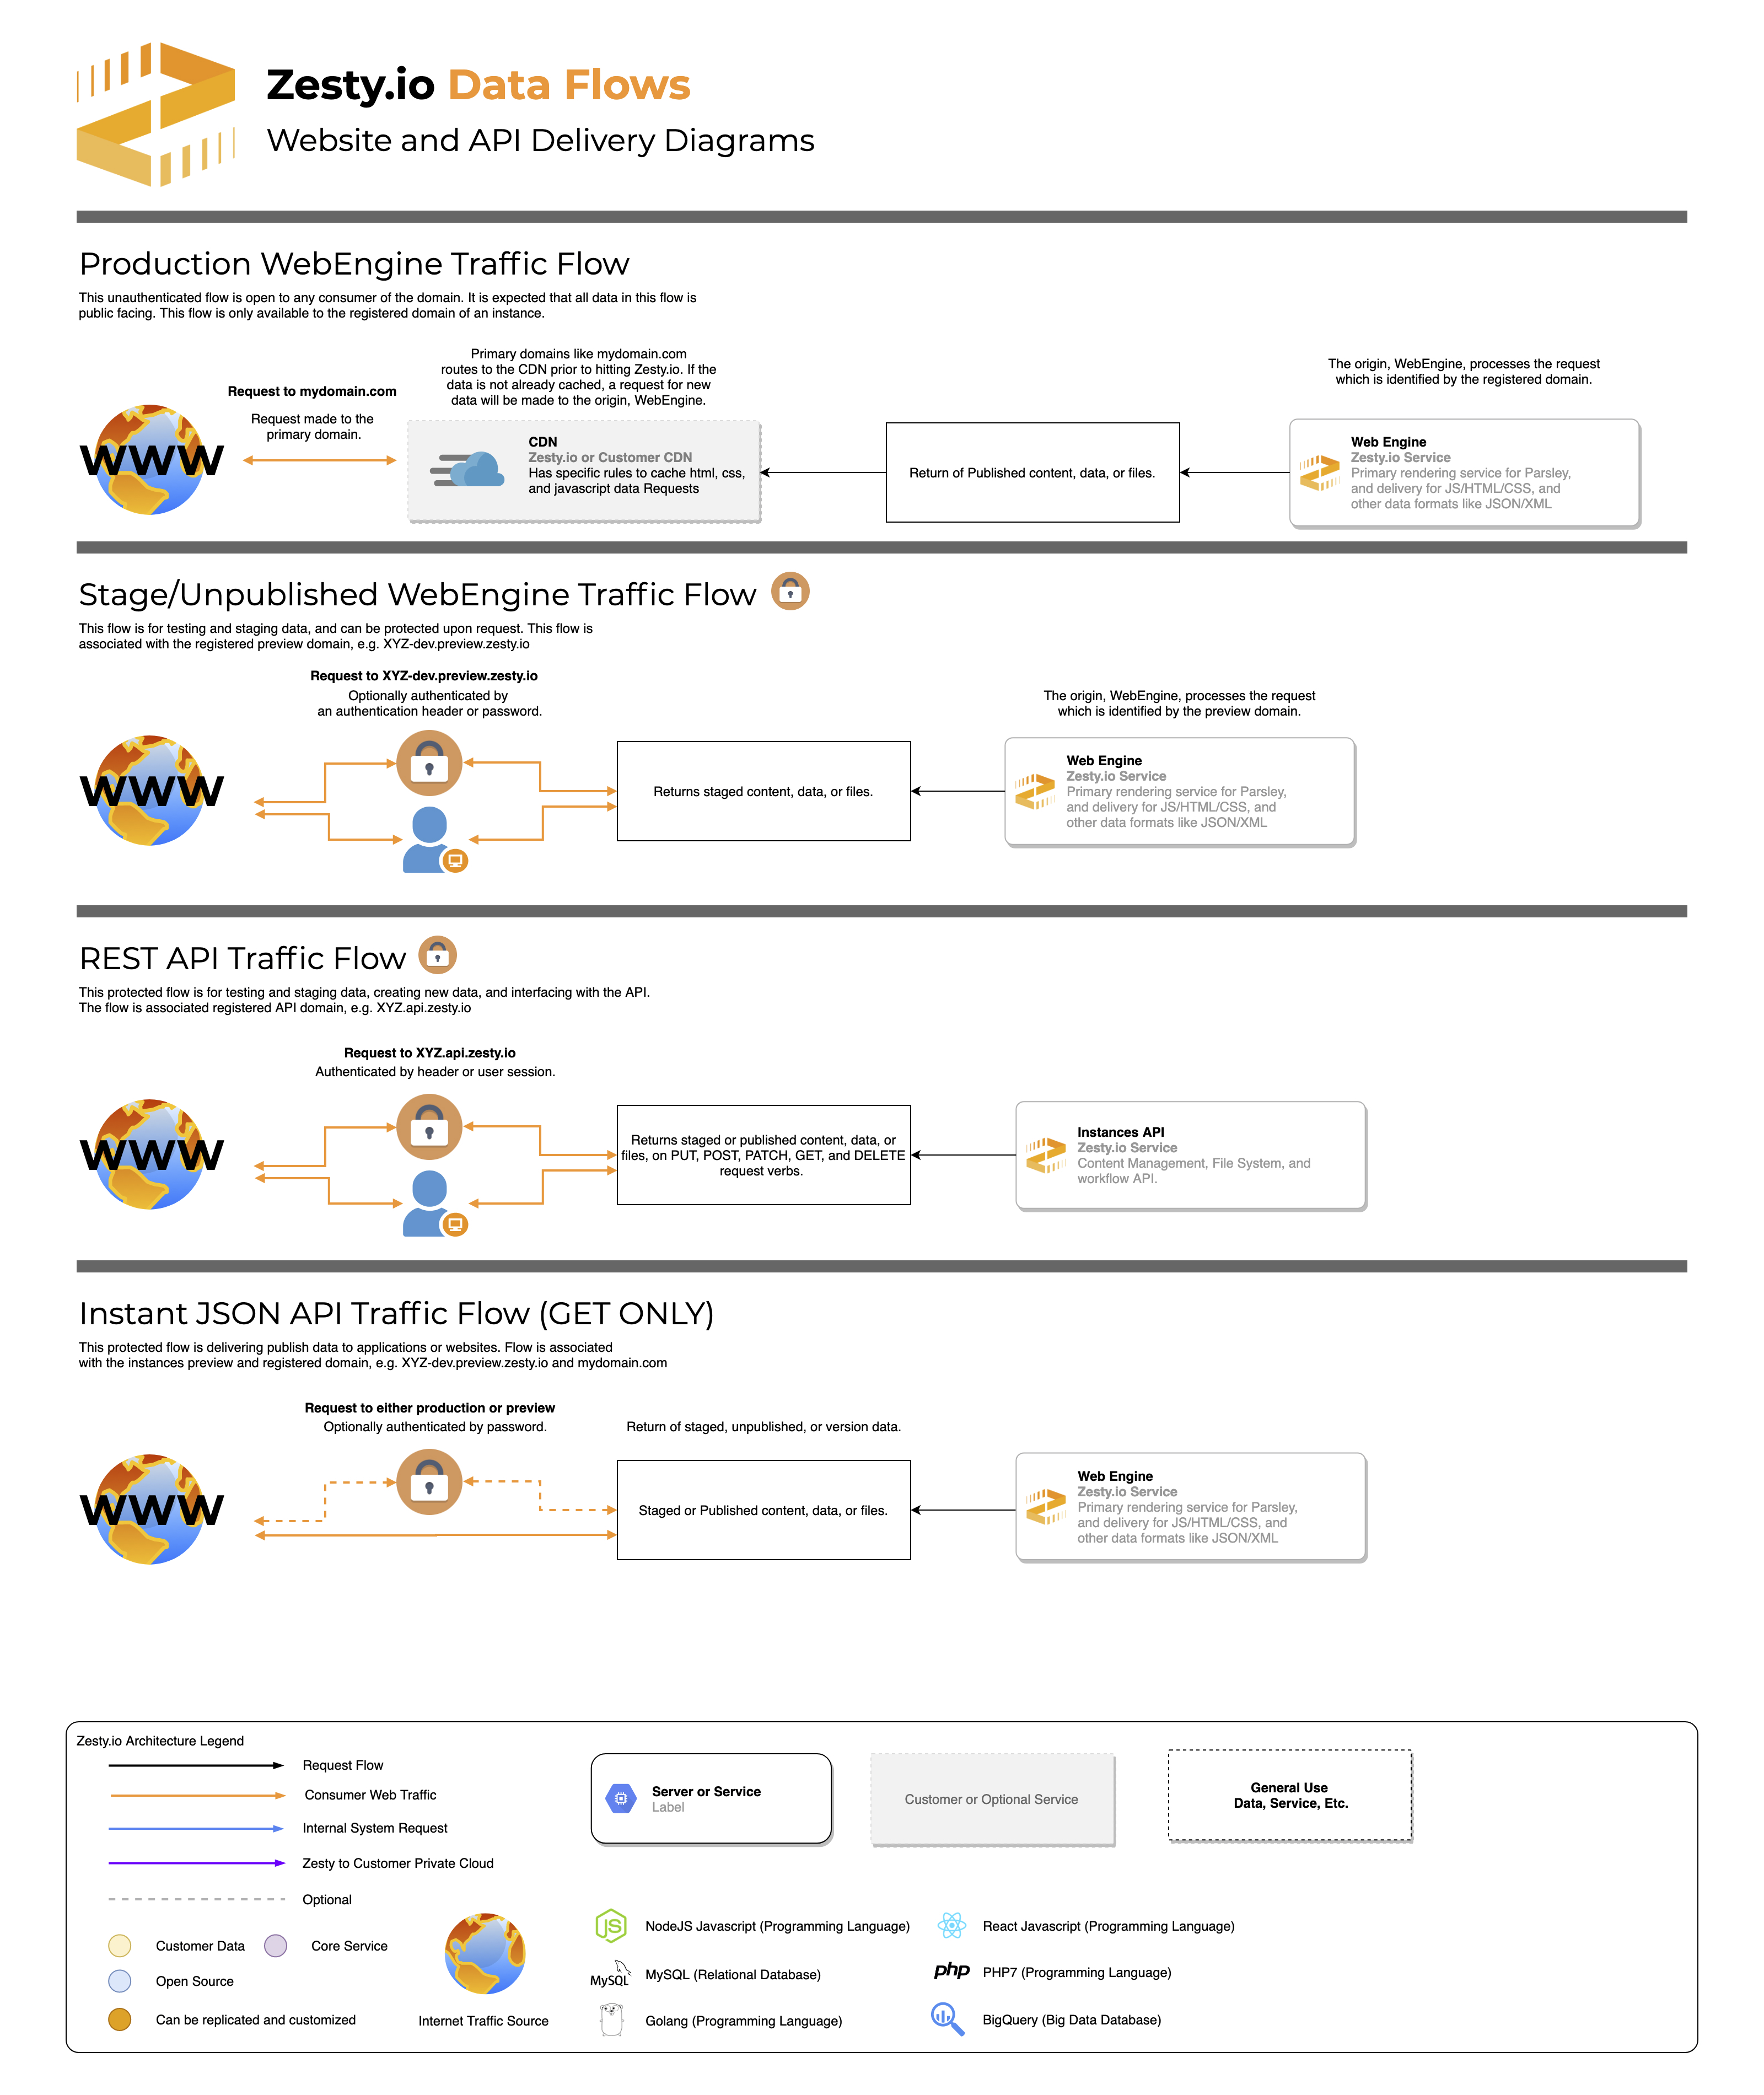 Zesty.io Data Flows
Website and API Delivery Diagrams
Production WebEngine Traffic Flow
This unauthenticated flow is open to any consumer of the domain. It is expected that all data in this flow is
public facing. This flow is only available to the registered domain of an instance.
WWW
Request to mydomain.com
Request made to the
primary domain.
Primary domains like mydomain.com
routes to the CDN prior to hitting Zesty.io. If the
data is not already cached, a request for new
data will be made to the origin, WebEngine.
CDN
Zesty.io or Customer CDN
Has specific rules to cache html, css,
and javascript data Requests
Return of Published content, data, or files.
The origin, WebEngine, processes the request
which is identified by the registered domain.
Web Engine
Zesty.io Service
Primary rendering service for Parsley,
and delivery for JS/HTML/CSS, and
other data formats like JSON/XML
Stage/Unpublished WebEngine Traffic Flow
This flow is for testing and staging data, and can be protected upon request. This flow is
associated with the registered preview domain, e.g. XYZ-dev.preview.zesty.io
WWW
Request to XYZ-dev.preview.zesty.io
Optionally authenticated by
an authentication header or password.
Returns staged content, data, or files.
The origin, WebEngine, processes the request
which is identified by the preview domain.
Web Engine
Zesty.io Service
Primary rendering service for Parsley,
and delivery for JS/HTML/CSS, and
other data formats like JSON/XML
REST API Traffic Flow
This protected flow is for testing and staging data, creating new data, and interfacing with the API.
The flow is associated registered API domain, e.g. XYZ.api.zesty.io
WWW
Request to XYZ.api.zesty.io
Authenticated by header or user session.
Returns staged or published content, data, or
files, on PUT, POST, PATCH, GET, and DELETE
request verbs.
Instances API
Zesty.io Service
Content Management, File System, and
workflow API.
Instant JSON API Traffic Flow (GET ONLY)
This protected flow is delivering publish data to applications or websites. Flow is associated
with the instances preview and registered domain, e.g. XYZ-dev.preview.zesty.io and mydomain.com
WWW
Request to either production or preview
Optionally authenticated by password.
Return of staged, unpublished, or version data.
Staged or Published content, data, or files.
Web Engine
Zesty.io Service
Primary rendering service for Parsley,
and delivery for JS/HTML/CSS, and
other data formats like JSON/XML
Zesty.io Architecture Legend
Request Flow
Consumer Web Traffic
Internal System Request
Zesty to Customer Private Cloud
Optional
Customer Data
Core Service
Open Source
Can be replicated and customized
Internet Traffic Source
Server or Service
Label
Customer or Optional Service
General Use
Data, Service, Etc.
JS
NodeJS Javascript (Programming Language)
React Javascript (Programming Language)
MySQL
MySQL (Relational Database)
php
PHP7 (Programming Language)
Golang (Programming Language)
BigQuery (Big Data Database)